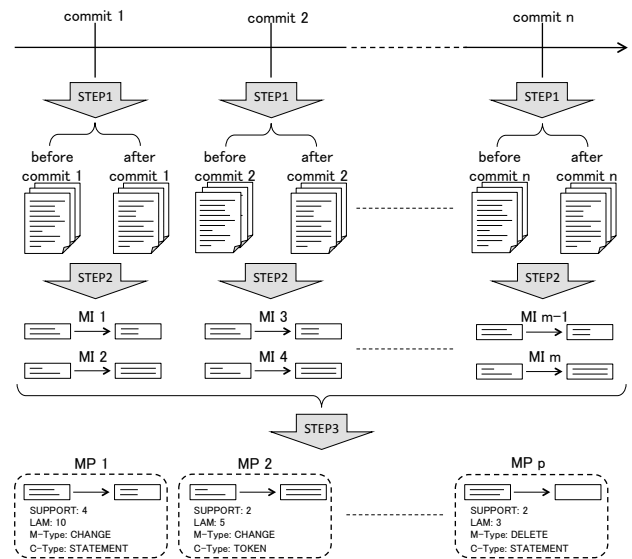 commit 1 commit 2 commit n
STEP1 STEP1 STEP1
before after before after before after
commit 1 commit 1 commit 2 commit 2 commit n commit n
STEP2 STEP2 STEP2
MI 1 MI 3 MI m-1
MI 2 MI 4 MI m
STEP3
MP 1 MP 2 MP p
SUPPORT: 4 SUPPORT: 2 SUPPORT: 2
LAM: 10 LAM: 5 LAM: 3
M-Type: CHANGE M-Type: CHANGE M-Type: DELETE
C-Type: STATEMENT C-Type: TOKEN C-Type: STATEMENT